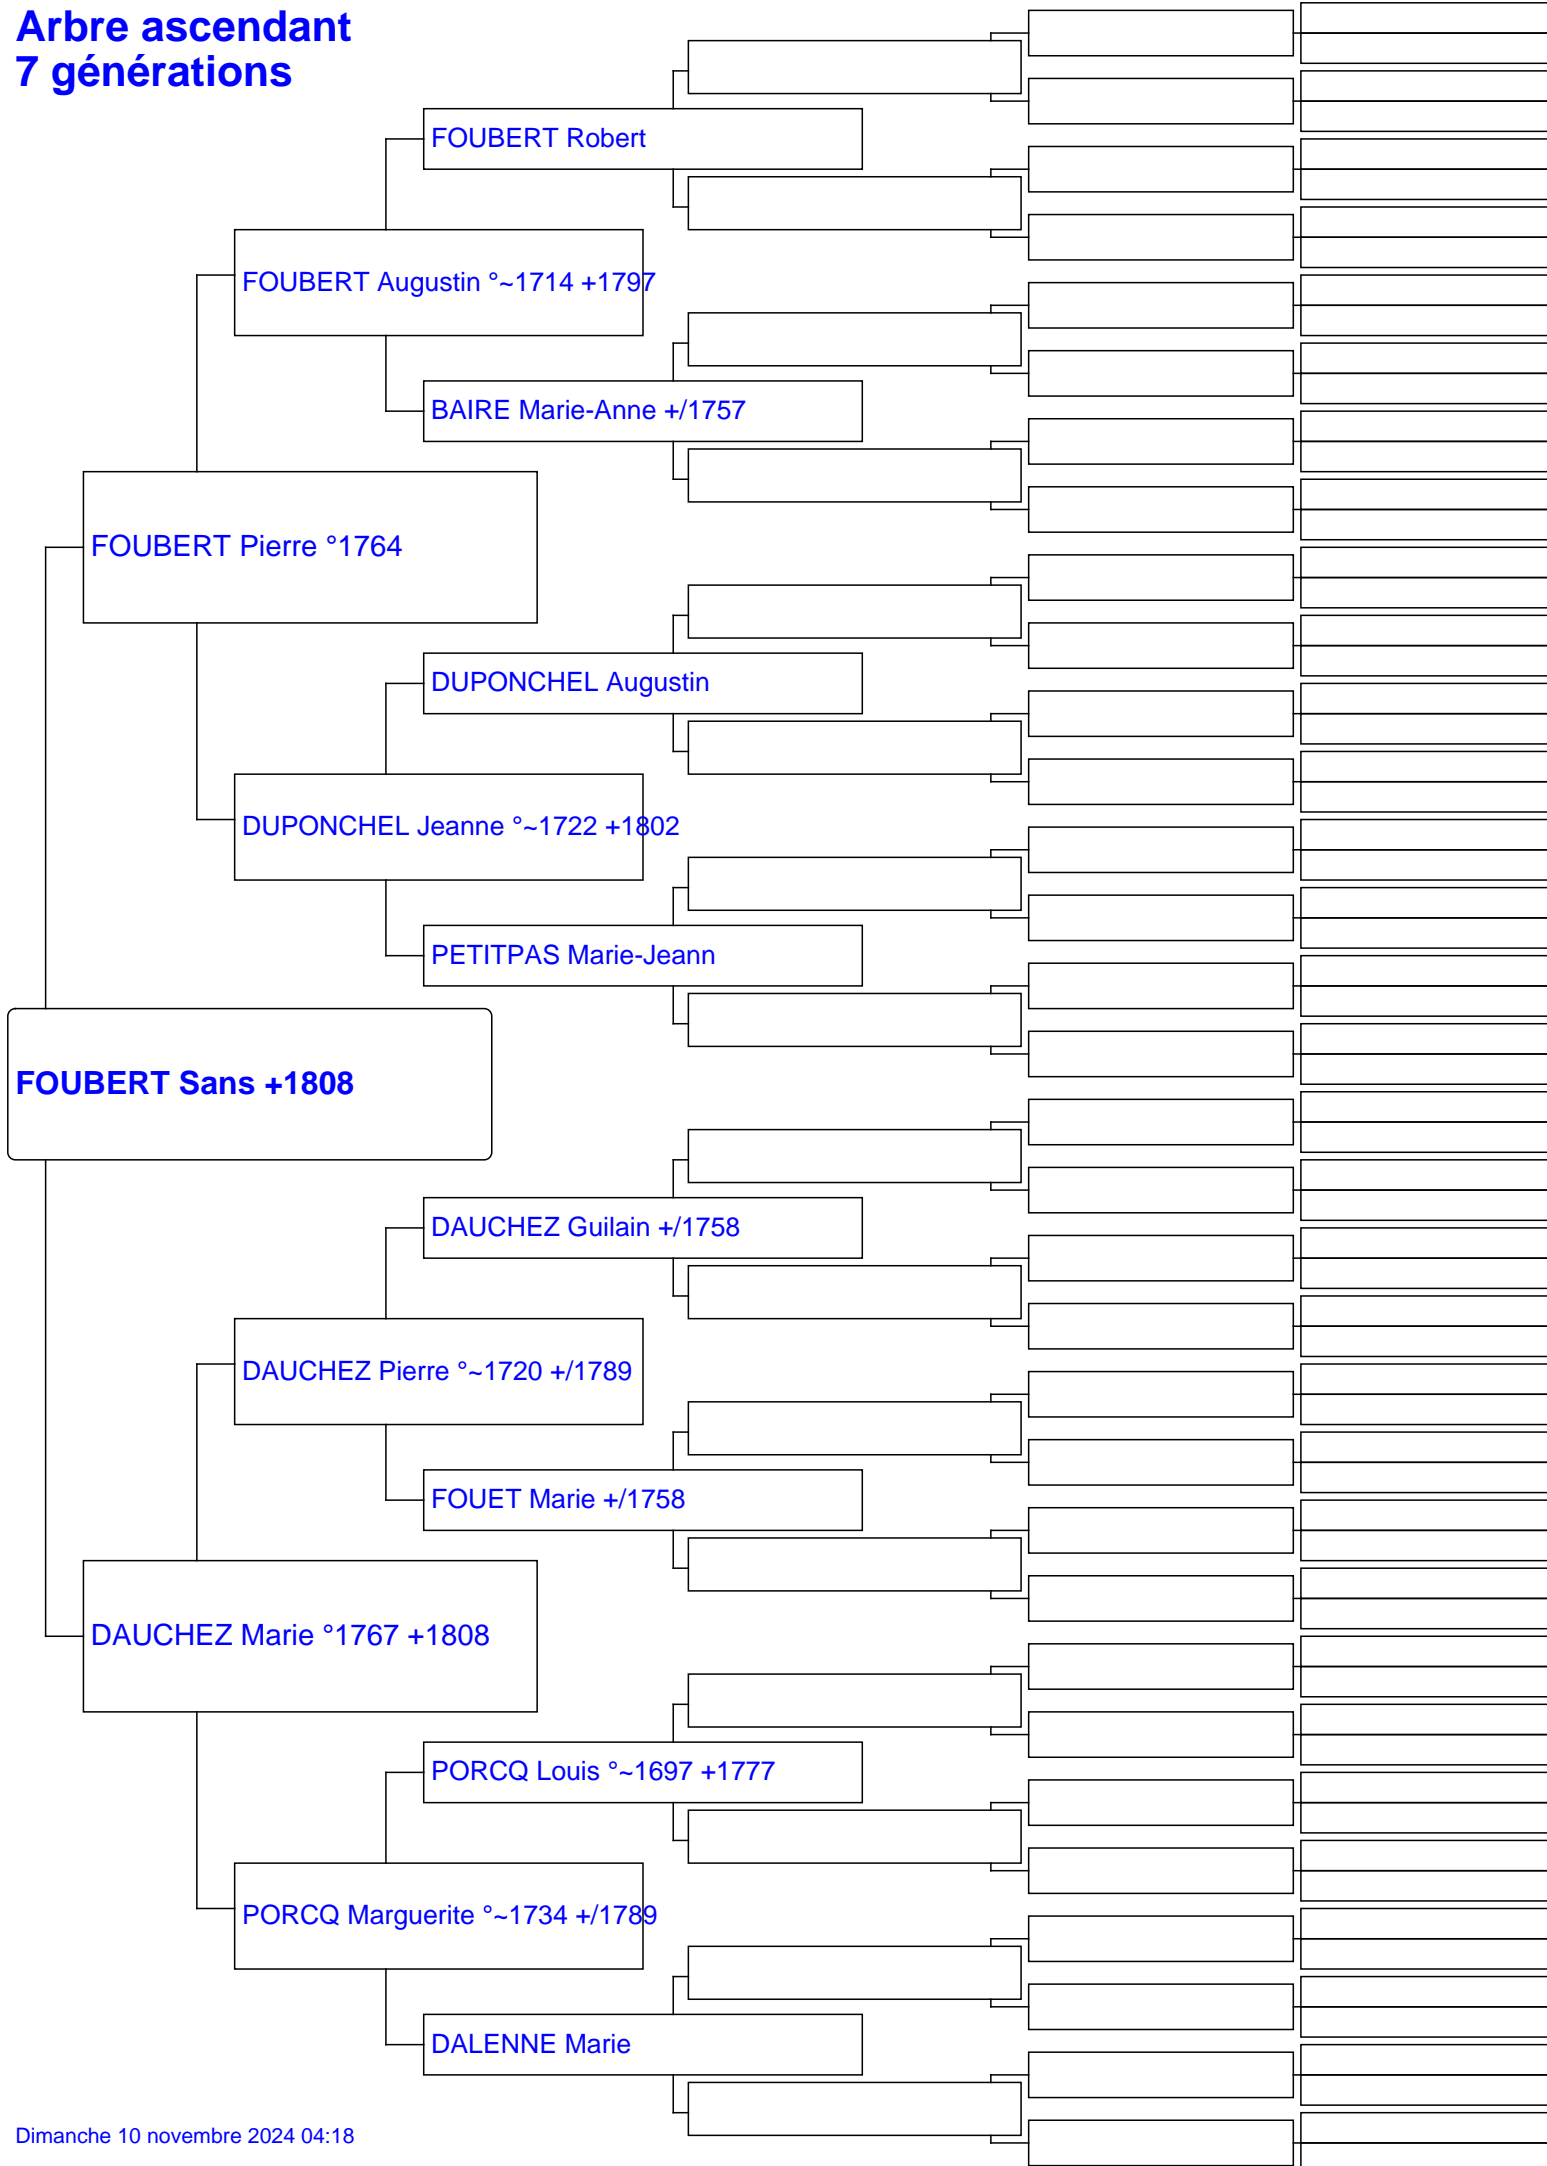 Arbre ascendant
7 générations
FOUBERT Robert
FOUBERT Augustin °~1714 +1797
BAIRE Marie-Anne +/1757
FOUBERT Pierre °1764
DUPONCHEL Augustin
DUPONCHEL Jeanne °~1722 +1802
PETITPAS Marie-Jeann
FOUBERT Sans +1808
DAUCHEZ Guilain +/1758
DAUCHEZ Pierre °~1720 +/1789
FOUET Marie +/1758
DAUCHEZ Marie °1767 +1808
PORCQ Louis °~1697 +1777
PORCQ Marguerite °~1734 +/1789
DALENNE Marie
Dimanche 10 novembre 2024 04:18